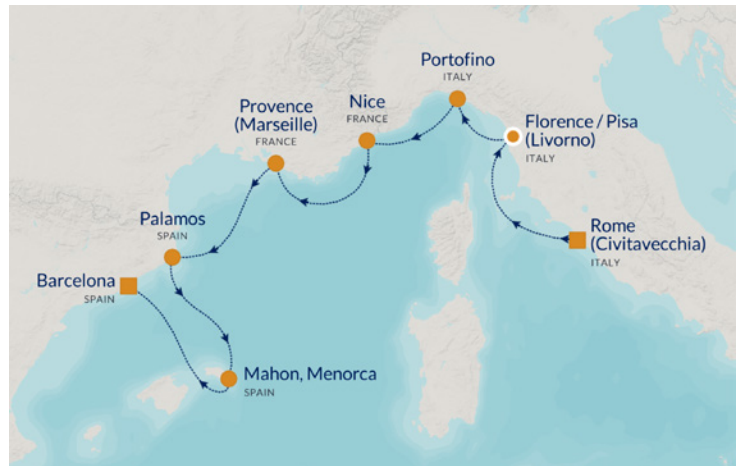 Portofino
ITALY
Nice
FRANCE
Provence
(Marseille)
FRANCE
Florence / Pisa
(Livorno)
ITALY
Palamos
SPAIN
Rome
(Civitavecchia)
ITALY
Barcelona
SPAIN
Mahon, Menorca
SPAIN